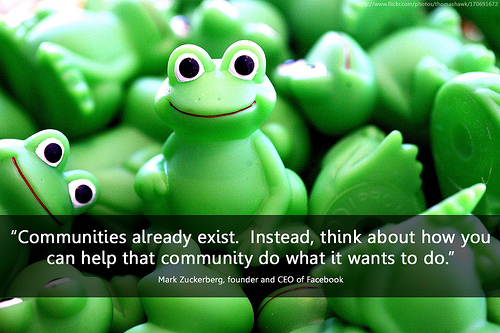 http://www.flickr.com/photos/thomashawk/170691672
"Communities already exist.  Instead, think about how you
can help that community do what it wants to do."
Mark Zuckerberg, founder and CEO of Facebook